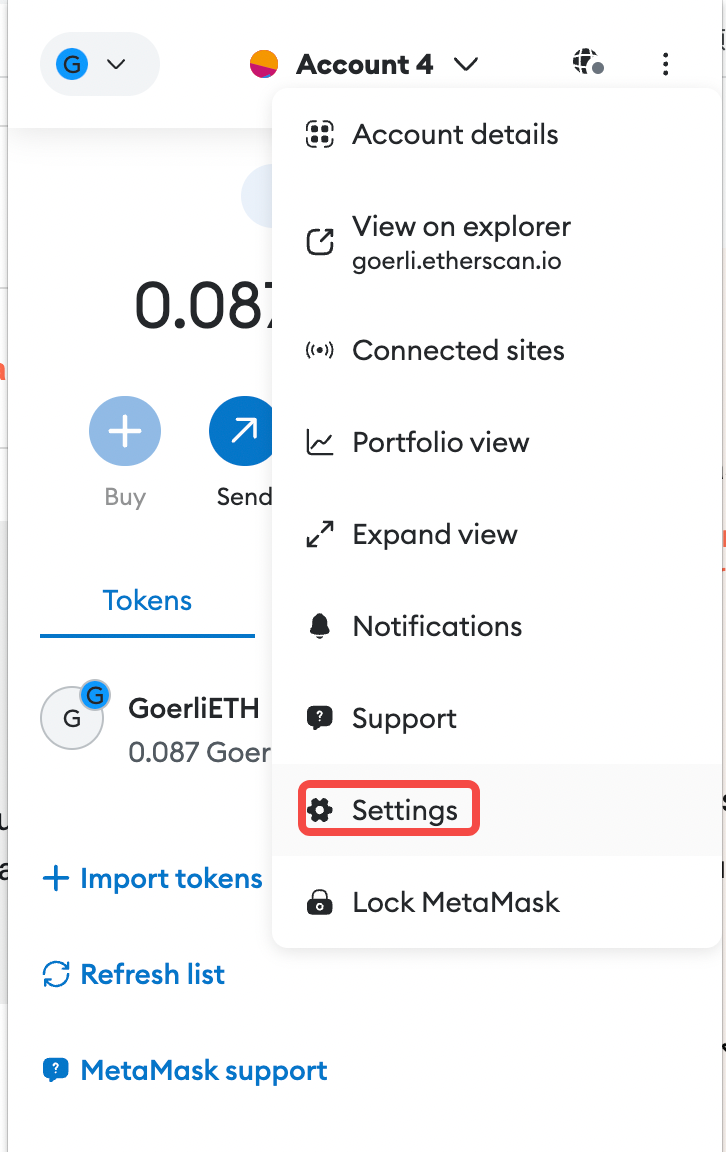 G
Account 4
Account details
View on explorer
goerli.etherscan.io
0.087
Connected sites
Portfolio view
Buy
Send
Expand view
Tokens
Notifications
G
G
GoerliETH
0.087 Goer
Support
Settings
Import tokens
Lock MetaMask
Refresh list
MetaMask support